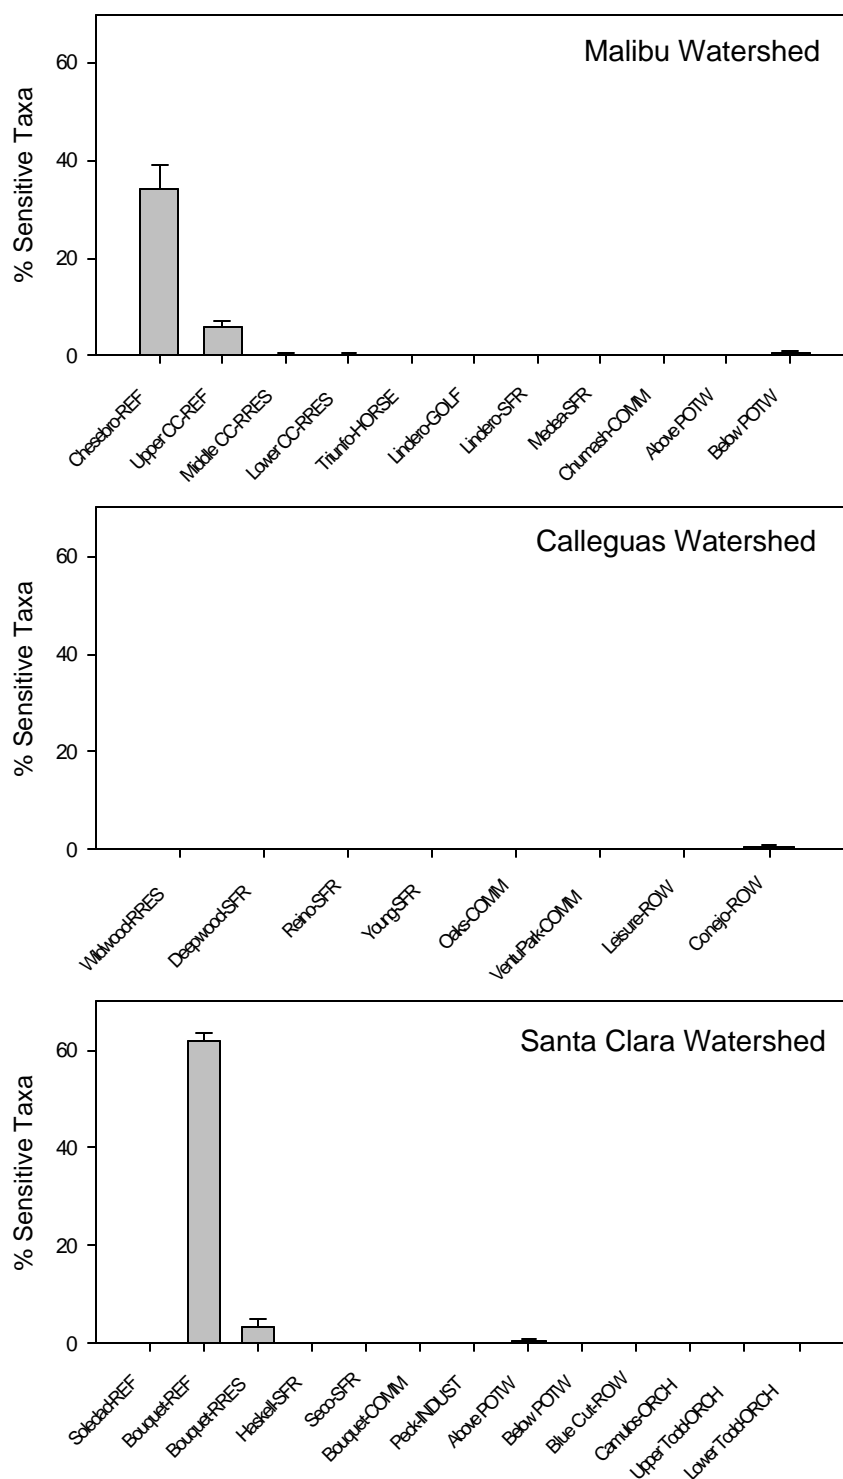 Malibu Watershed
% Sensitive Taxa
60
40
20
0
Chesebro-REF
Upper CC-REF
Middle CC-RRES
Lower CC-RRES
Triunfo-HORSE
Lindero-GOLF
Lindero-SFR
Medea-SFR
Chumash-COMM
Above POTW
Below POTW
Calleguas Watershed
% Sensitive Taxa
60
40
20
0
Wildwood-RRES
Deepwood-SFR
Reino-SFR
Young-SFR
Oaks-COMM
VentuPark-COMM
Leisure-ROW
Conejo-ROW
Santa Clara Watershed
% Sensitive Taxa
60
40
20
0
Soledad-REF
Bouquet-REF
Bouquet-RRES
Haskell-SFR
Seco-SFR
Bouquet-COMM
Peck-INDUST
Above POTW
Below POTW
Blue Cut-ROW
Camulos-ORCH
Upper Todd-ORCH
Lower Todd-ORCH